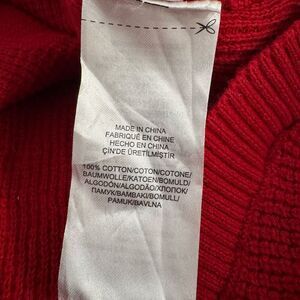 MADE IN CHINA
FABRIQUÉ EN CHINE
HECHO EN CHINA
ÇİN'DE ÜRETİLMİŞTİR
100% COTTON/COTON/COTONE/
BAUMWOLLE/KATOEN/BOMULD/
ALGODÓN/ALGODÃO/ХЛОПОК/
ПАМУК/ΒΑΜΒΑΚΙ/BOMULL/
PAMUK/BAVLNA